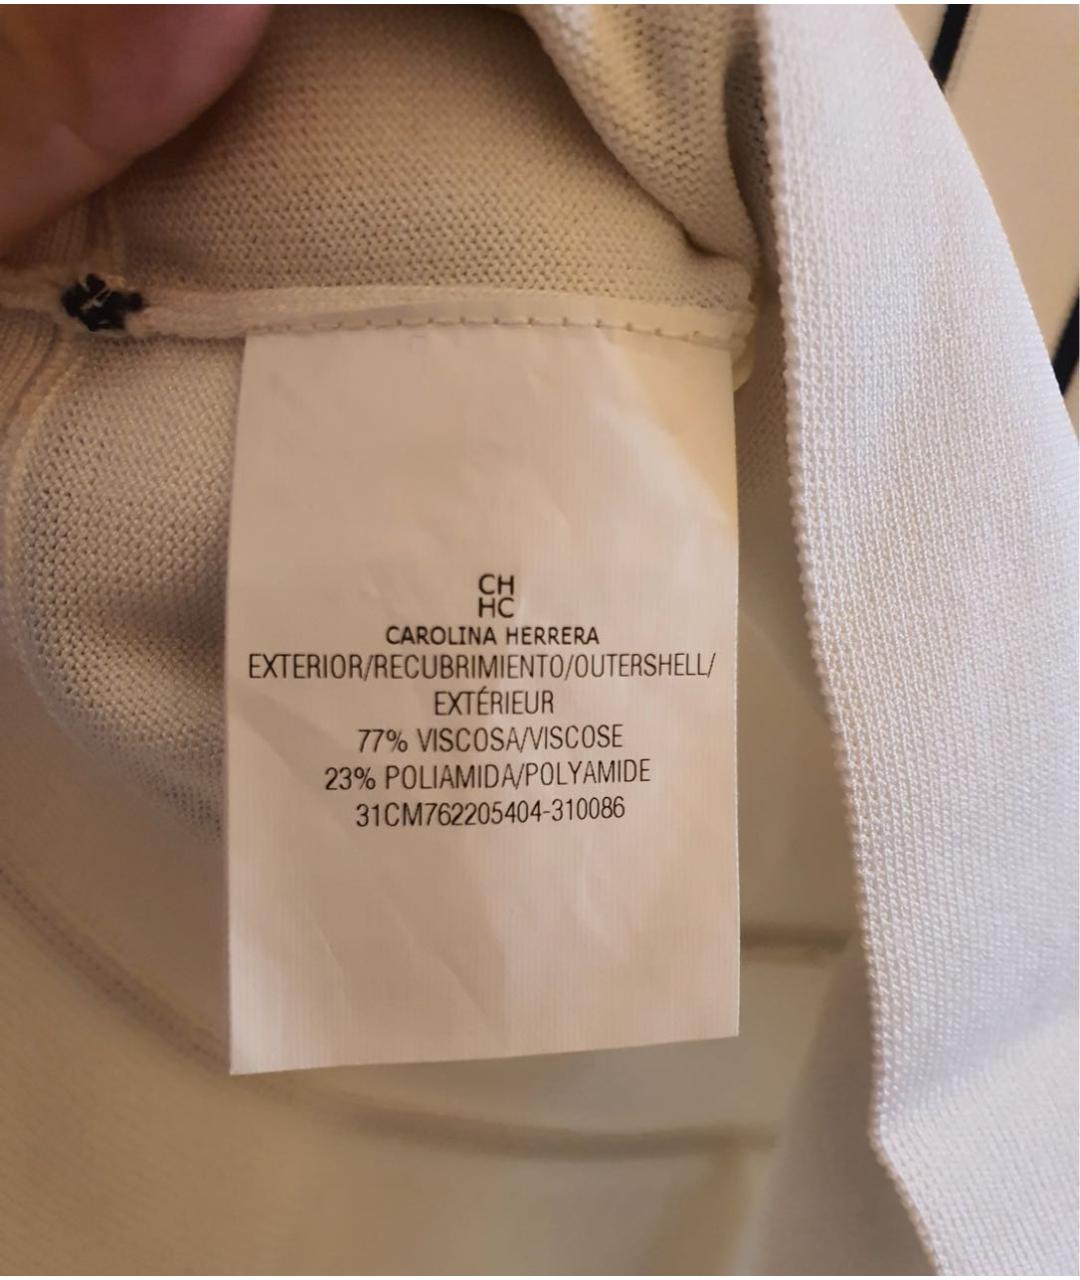 CH
HC
CAROLINA HERRERA
EXTERIOR/RECUBRIMIENTO/OUTERSHELL/
EXTÉRIEUR
77% VISCOSA/VISCOSE
23% POLIAMIDA/POLYAMIDE
31CM762205404-310086